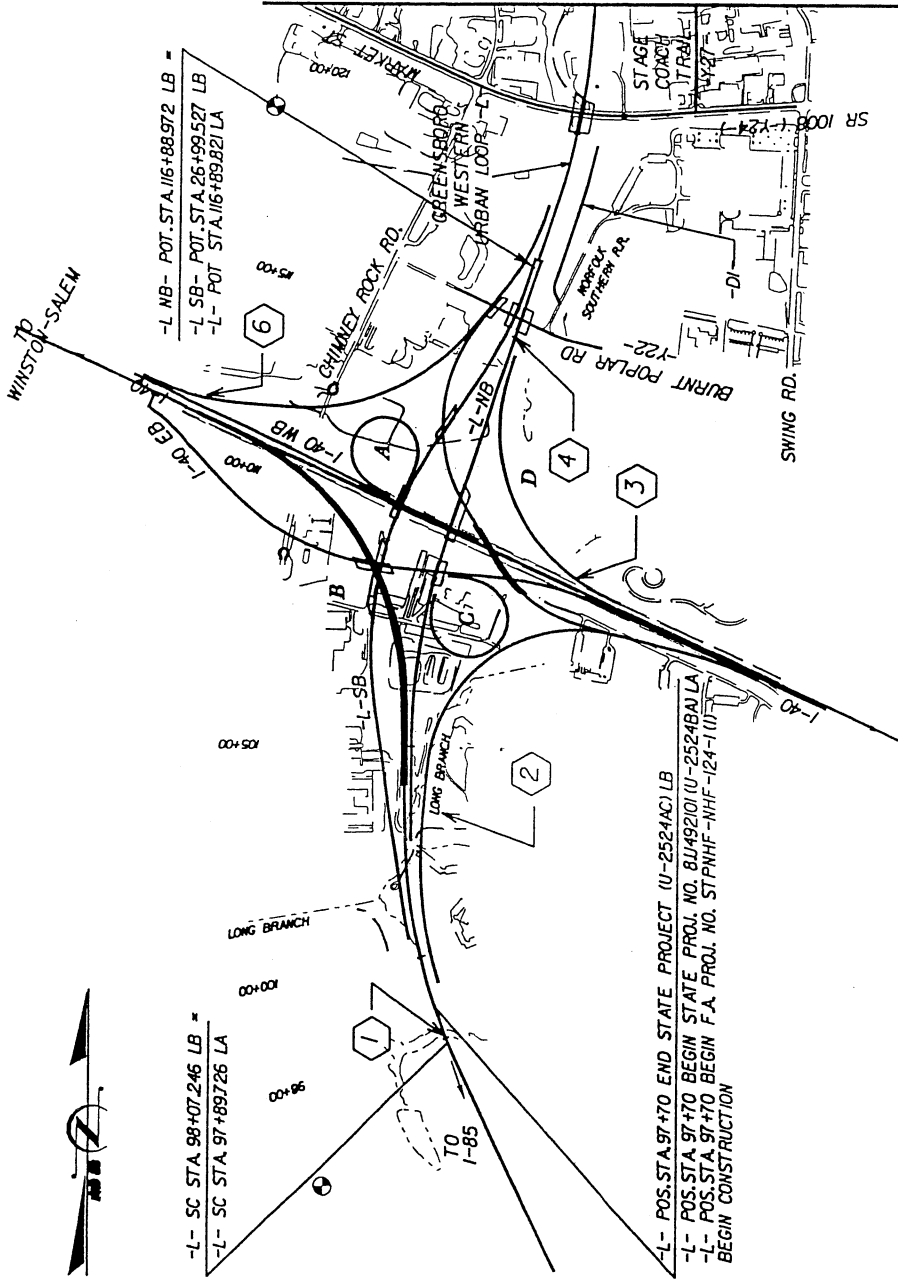 -L- SC STA. 98+07.246 LB =
-L- SC STA. 97+89.726 LA
96+00
TO
I-85
1
100+00
LONG BRANCH
-L- POS. STA. 97+70 END STATE PROJECT (U-2524AC) LB
-L- POS. STA. 97+70 BEGIN STATE PROJ. NO. 8.U492101 (U-2524BA) LA
-L- POS. STA. 97+70 BEGIN F.A. PROJ. NO. STPNHF-NHF-124-1(1)
BEGIN CONSTRUCTION
105+00
LONG BRANCH
2
-L-SB
B
C
I-40
3
D
4
A
I-40 WB
I-40 EB
110+00
I-40
TO
WINSTON-SALEM
6
-L NB- POT. STA. 116+88.972 LB =
-L SB- POT. STA. 26+99.527 LB
-L- POT STA. 116+89.821 LA
115+00
CHIMNEY ROCK RD.
-L-NB
-Y22-
BURNT POPLAR RD
NORFOLK
SOUTHERN R.R.
-D1
SWING RD.
GREENSBORO
WESTERN
URBAN LOOP -L-
120+00
MARKET
ST
STAGE
COACH
TRAIL
-Y27
SR 1008 (-Y24-)